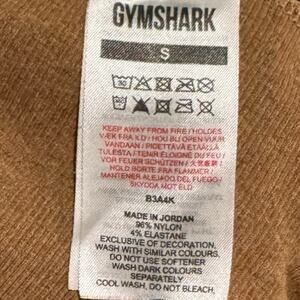 GYMSHARK
S
KEEP AWAY FROM FIRE / HOLDES
VÆK FRA ILD / HOU BIJ OPEN VUUR
VANDAAN / PIDETTÄVÄ ETÄÄLLÄ
TULESTA / TENIR ÉLOIGNÉ DU FEU /
VOR FEUER SCHÜTZEN /
HOLD BORTE FRA FLAMMER /
MANTENER ALEJADO DEL FUEGO /
SKYDDA MOT ELD
B3A4K
MADE IN JORDAN
96% NYLON
4% ELASTANE
EXCLUSIVE OF DECORATION,
WASH WITH SIMILAR COLOURS,
DO NOT USE SOFTENER
WASH DARK COLOURS
SEPARATELY
COOL WASH, DO NOT BLEACH,